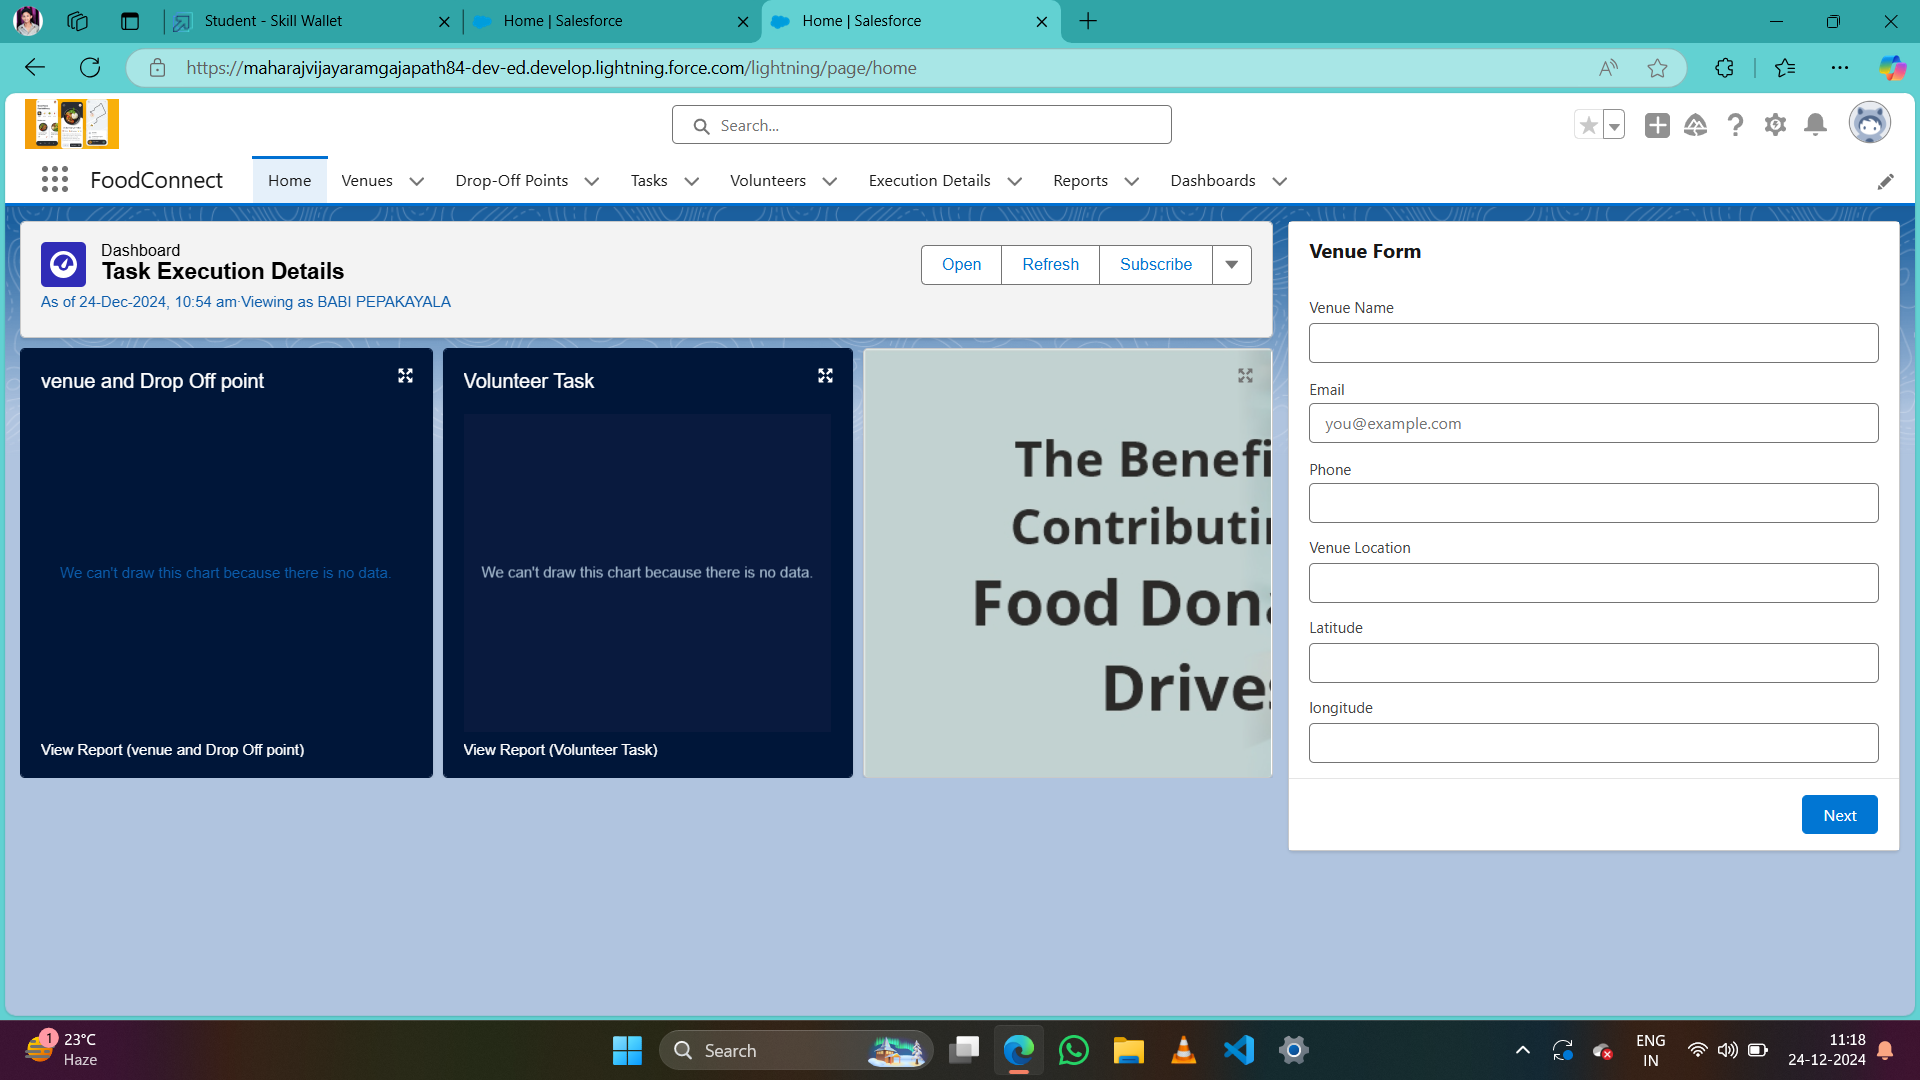 Student - Skill Wallet
Home | Salesforce
Home | Salesforce
https://maharajvijayaramgajapath84-dev-ed.develop.lightning.force.com/lightning/page/home
Search...
FoodConnect
Home
Venues
Drop-Off Points
Tasks
Volunteers
Execution Details
Reports
Dashboards
Dashboard
Task Execution Details
As of 24-Dec-2024, 10:54 am·Viewing as BABI PEPAKAYALA
Open
Refresh
Subscribe
venue and Drop Off point
We can't draw this chart because there is no data.
View Report (venue and Drop Off point)
Volunteer Task
We can't draw this chart because there is no data.
View Report (Volunteer Task)
The Benefi
Contributi
Food Dona
Drives
Venue Form
Venue Name
Email
you@example.com
Phone
Venue Location
Latitude
longitude
Next
1
23°C
Haze
Search
ENG
IN
11:18
24-12-2024